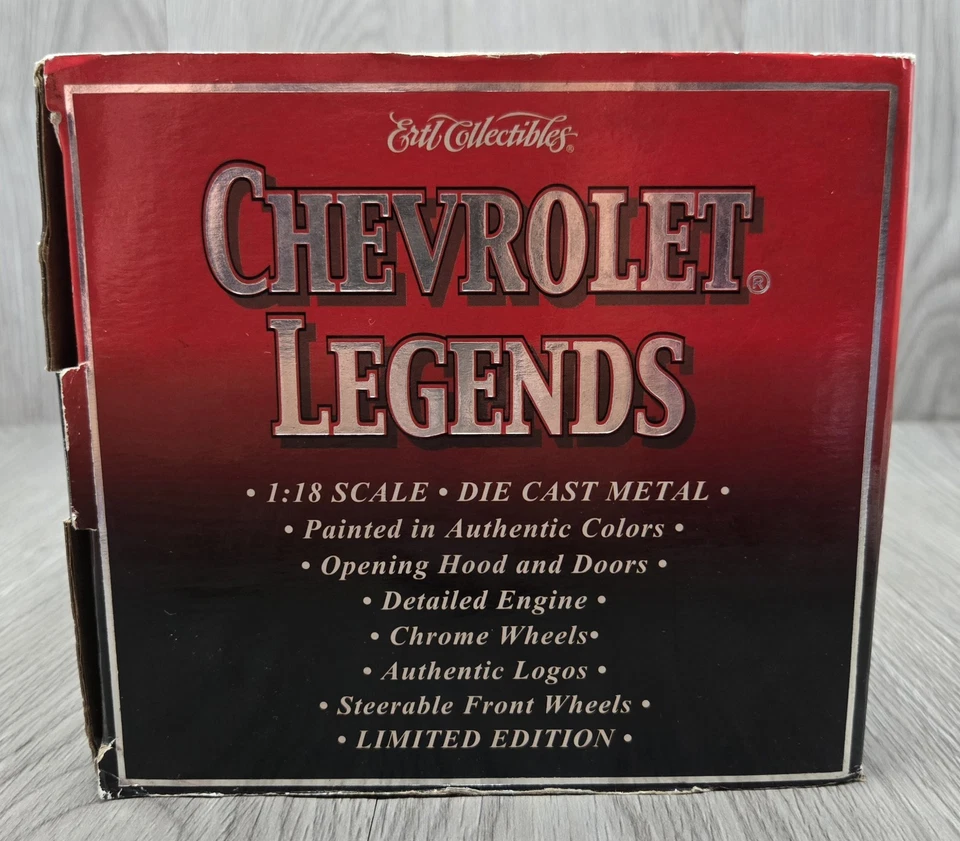 Ertl Collectibles®
CHEVROLET®
LEGENDS
• 1:18 SCALE • DIE CAST METAL •
• Painted in Authentic Colors •
• Opening Hood and Doors •
• Detailed Engine •
• Chrome Wheels•
• Authentic Logos •
• Steerable Front Wheels •
• LIMITED EDITION •